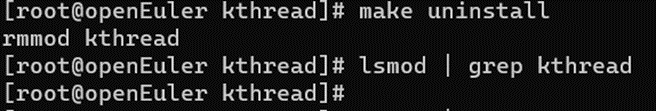 [root@openEuler kthread]# make uninstall
rmmod kthread
[root@openEuler kthread]# lsmod | grep kthread
[root@openEuler kthread]#